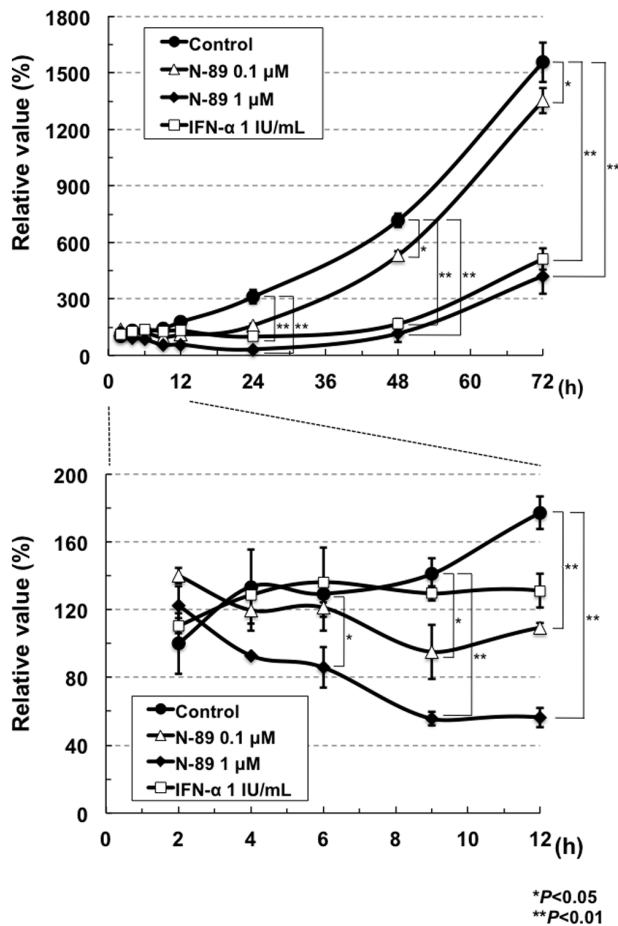 Relative value (%)
1800
1500
1200
900
600
300
0
Control
N-89 0.1 μM
N-89 1 μM
IFN-α 1 IU/mL
*
**
**
*
**
**
**
**
0
12
24
36
48
60
72
(h)
Relative value (%)
200
160
120
80
40
0
*
*
**
**
**
Control
N-89 0.1 μM
N-89 1 μM
IFN-α 1 IU/mL
0
2
4
6
8
10
12
(h)
*P<0.05
**P<0.01